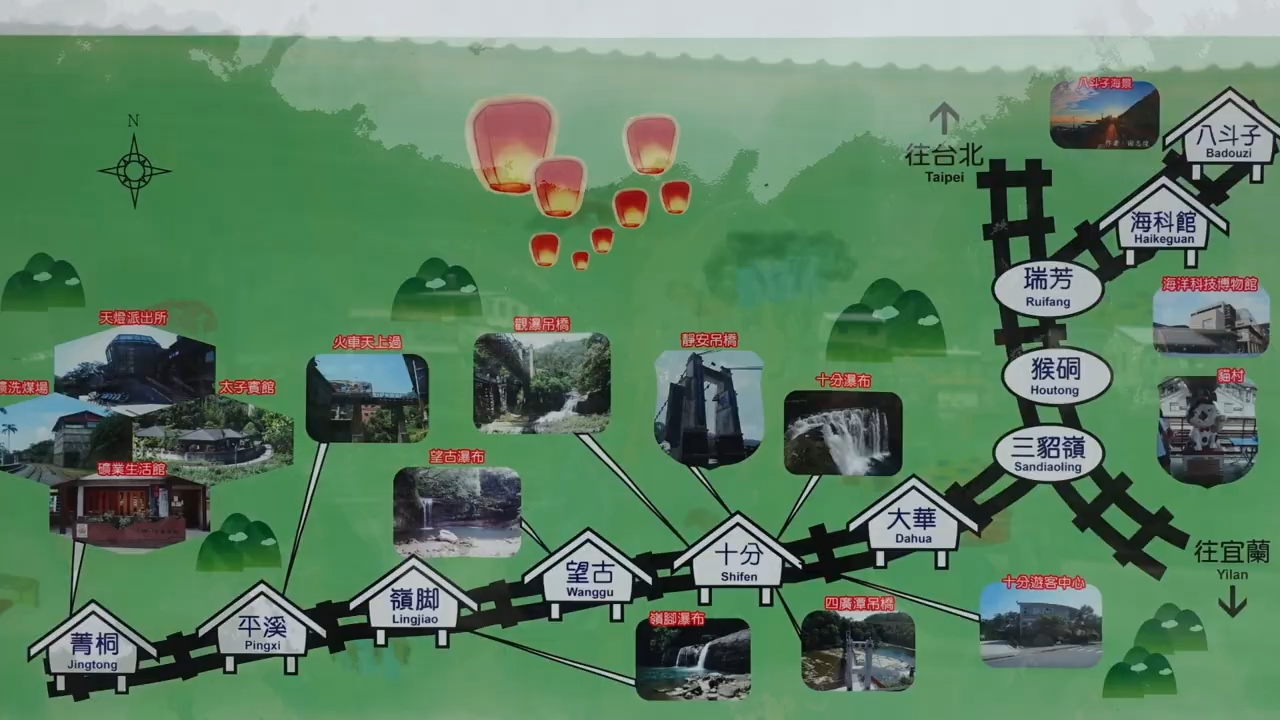 N
八斗子海景
八斗子
Badouzi
往台北
Taipei
海科館
Haikeguan
瑞芳
Ruifang
海洋科技博物館
天燈派出所
火車天上過
觀瀑吊橋
靜安吊橋
十分瀑布
猴硐
Houtong
貓村
洗煤場
太子賓館
礦業生活館
望古瀑布
三貂嶺
Sandiaoling
大華
Dahua
往宜蘭
Yilan
十分
Shifen
望古
Wanggu
嶺脚
Lingjiao
平溪
Pingxi
菁桐
Jingtong
嶺腳瀑布
四廣潭吊橋
十分遊客中心